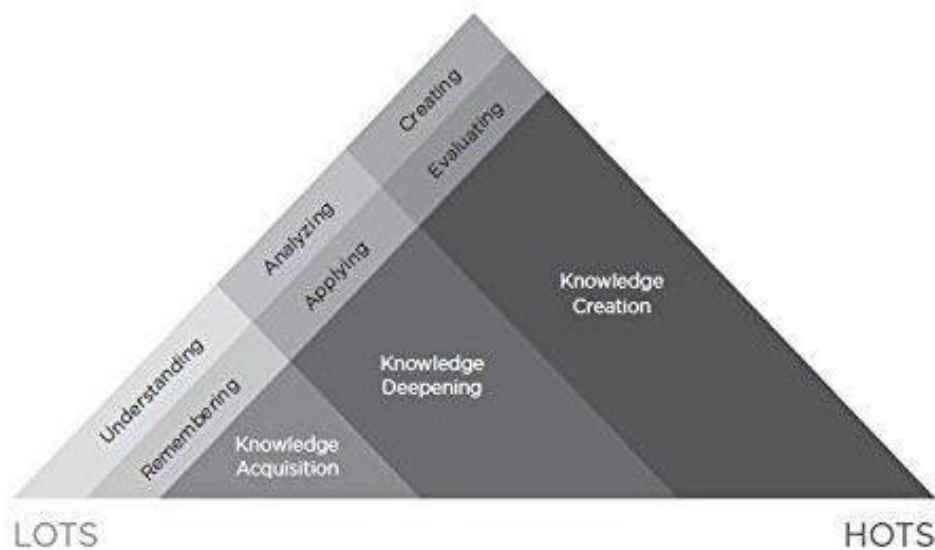 Creating
Evaluating
Analyzing
Applying
Understanding
Remembering
Knowledge
Creation
Knowledge
Deepening
Knowledge
Acquisition
LOTS
HOTS